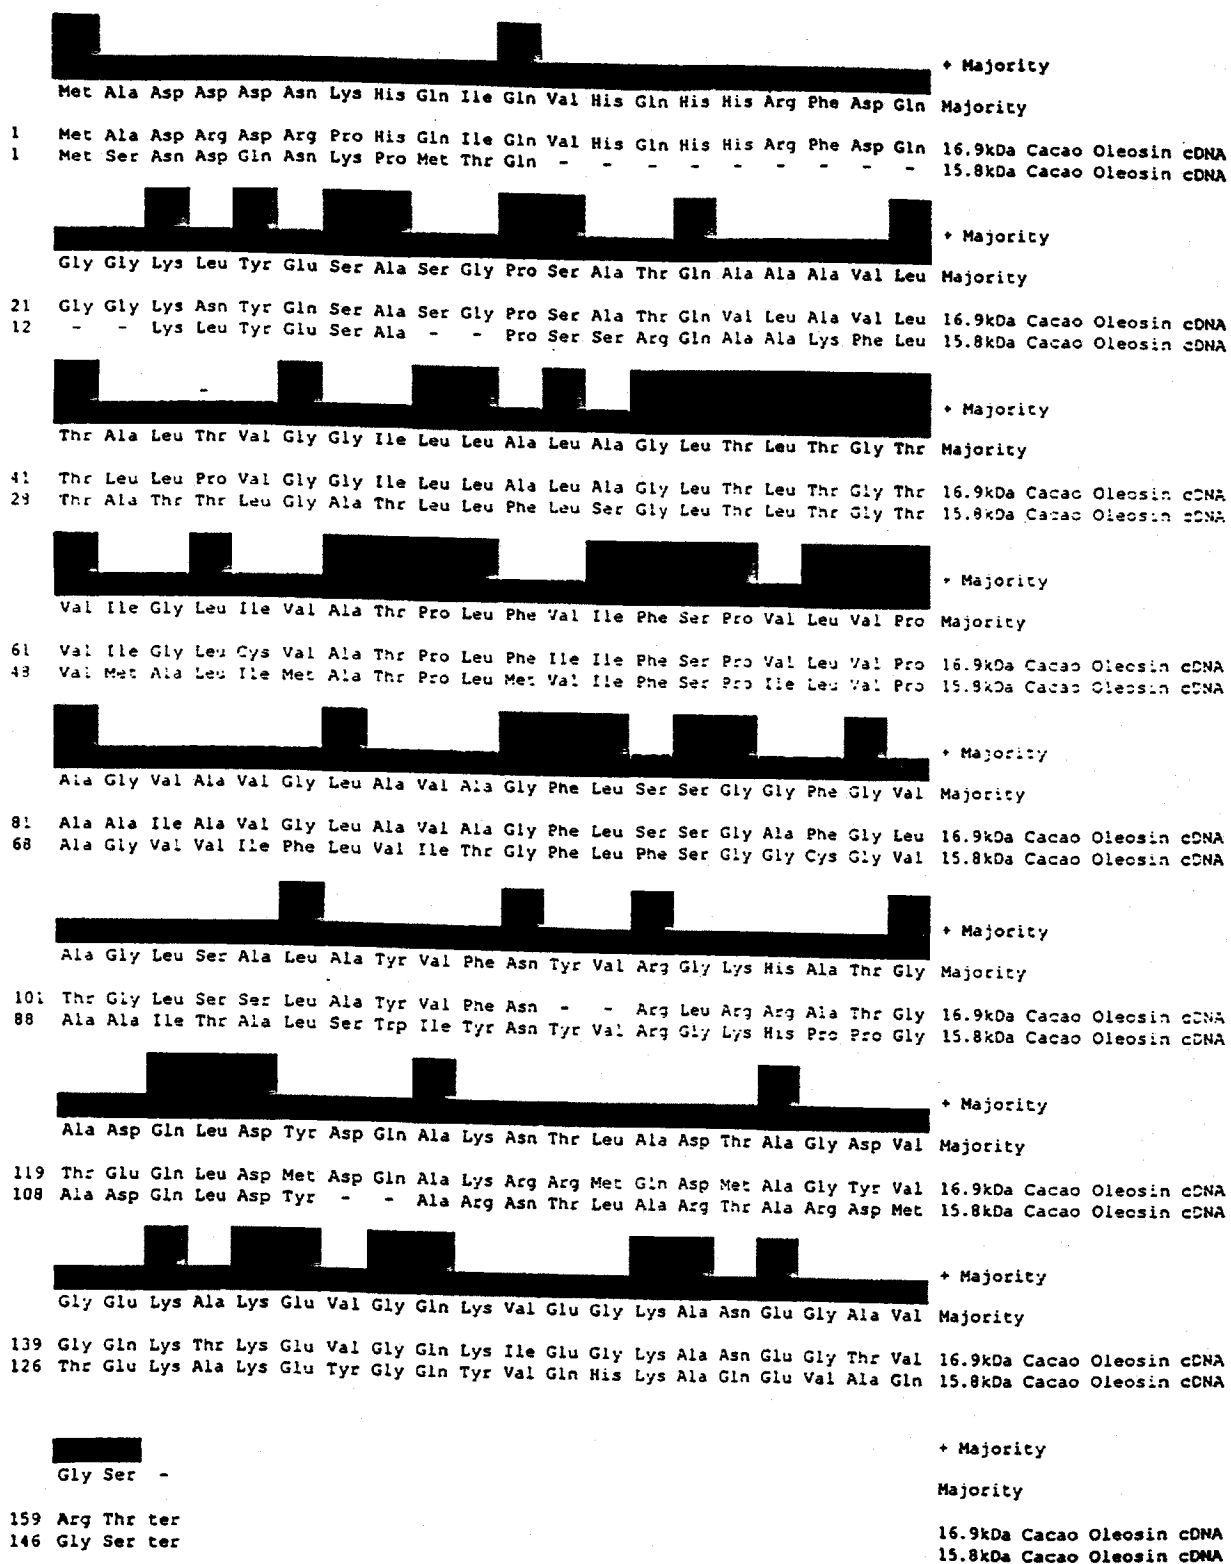 + Majority
Met Ala Asp Asp Asp Asn Lys His Gln Ile Gln Val His Gln His His Arg Phe Asp Gln Majority
1 Met Ala Asp Arg Asp Arg Pro His Gln Ile Gln Val His Gln His His Arg Phe Asp Gln 16.9kDa Cacao Oleosin cDNA
1 Met Ser Asn Asp Gln Asn Lys Pro Met Thr Gln - - - - - - - - - 15.8kDa Cacao Oleosin cDNA
+ Majority
Gly Gly Lys Leu Tyr Glu Ser Ala Ser Gly Pro Ser Ala Thr Gln Ala Ala Ala Val Leu Majority
21 Gly Gly Lys Asn Tyr Gln Ser Ala Ser Gly Pro Ser Ala Thr Gln Val Leu Ala Val Leu 16.9kDa Cacao Oleosin cDNA
12 - - Lys Leu Tyr Glu Ser Ala - - Pro Ser Ser Arg Gln Ala Ala Lys Phe Leu 15.8kDa Cacao Oleosin cDNA
+ Majority
Thr Ala Leu Thr Val Gly Gly Ile Leu Leu Ala Leu Ala Gly Leu Thr Leu Thr Gly Thr Majority
41 Thr Leu Leu Pro Val Gly Gly Ile Leu Leu Ala Leu Ala Gly Leu Thr Leu Thr Gly Thr 16.9kDa Cacao Oleosin cDNA
28 Thr Ala Thr Thr Leu Gly Ala Thr Leu Leu Phe Leu Ser Gly Leu Thr Leu Thr Gly Thr 15.8kDa Cacao Oleosin cDNA
+ Majority
Val Ile Gly Leu Ile Val Ala Thr Pro Leu Phe Val Ile Phe Ser Pro Val Leu Val Pro Majority
61 Val Ile Gly Leu Cys Val Ala Thr Pro Leu Phe Ile Ile Phe Ser Pro Val Leu Val Pro 16.9kDa Cacao Oleosin cDNA
48 Val Met Ala Leu Ile Met Ala Thr Pro Leu Met Val Ile Phe Ser Pro Ile Leu Val Pro 15.8kDa Cacao Oleosin cDNA
+ Majority
Ala Gly Val Ala Val Gly Leu Ala Val Ala Gly Phe Leu Ser Ser Gly Gly Phe Gly Val Majority
81 Ala Ala Ile Ala Val Gly Leu Ala Val Ala Gly Phe Leu Ser Ser Gly Ala Phe Gly Leu 16.9kDa Cacao Oleosin cDNA
68 Ala Gly Val Val Ile Phe Leu Val Ile Thr Gly Phe Leu Phe Ser Gly Gly Cys Gly Val 15.8kDa Cacao Oleosin cDNA
+ Majority
Ala Gly Leu Ser Ala Leu Ala Tyr Val Phe Asn Tyr Val Arg Gly Lys His Ala Thr Gly Majority
101 Thr Gly Leu Ser Ser Leu Ala Tyr Val Phe Asn - - Arg Leu Arg Arg Ala Thr Gly 16.9kDa Cacao Oleosin cDNA
88 Ala Ala Ile Thr Ala Leu Ser Trp Ile Tyr Asn Tyr Val Arg Gly Lys His Pro Pro Gly 15.8kDa Cacao Oleosin cDNA
+ Majority
Ala Asp Gln Leu Asp Tyr Asp Gln Ala Lys Asn Thr Leu Ala Asp Thr Ala Gly Asp Val Majority
119 Thr Glu Gln Leu Asp Met Asp Gln Ala Lys Arg Arg Met Gln Asp Met Ala Gly Tyr Val 16.9kDa Cacao Oleosin cDNA
108 Ala Asp Gln Leu Asp Tyr - - Ala Arg Asn Thr Leu Ala Arg Thr Ala Arg Asp Met 15.8kDa Cacao Oleosin cDNA
+ Majority
Gly Glu Lys Ala Lys Glu Val Gly Gln Lys Val Glu Gly Lys Ala Asn Glu Gly Ala Val Majority
139 Gly Gln Lys Thr Lys Glu Val Gly Gln Lys Ile Glu Gly Lys Ala Asn Glu Gly Thr Val 16.9kDa Cacao Oleosin cDNA
126 Thr Glu Lys Ala Lys Glu Tyr Gly Gln Tyr Val Gln His Lys Ala Gln Glu Val Ala Gln 15.8kDa Cacao Oleosin cDNA
+ Majority
Gly Ser - Majority
159 Arg Thr ter 16.9kDa Cacao Oleosin cDNA
146 Gly Ser ter 15.8kDa Cacao Oleosin cDNA